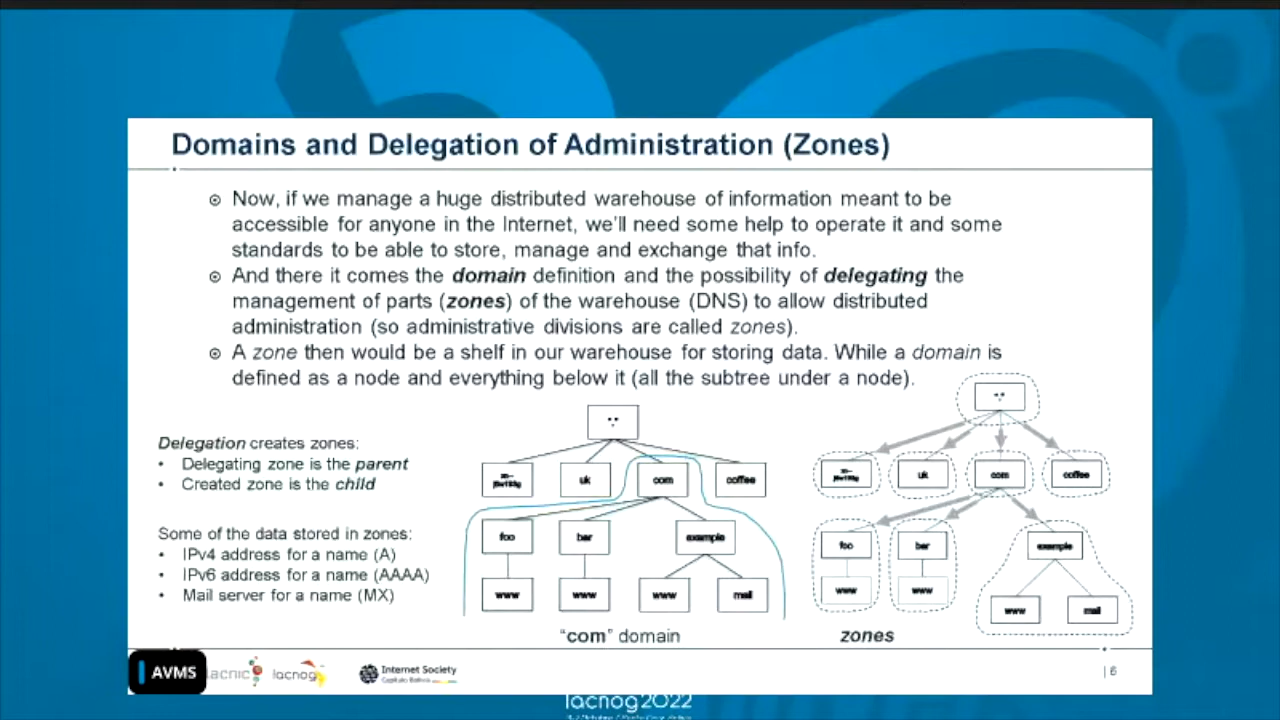 Domains and Delegation of Administration (Zones)
Now, if we manage a huge distributed warehouse of information meant to be
accessible for anyone in the Internet, we'll need some help to operate it and some
standards to be able to store, manage and exchange that info.
And there it comes the domain definition and the possibility of delegating the
management of parts (zones) of the warehouse (DNS) to allow distributed
administration (so administrative divisions are called zones).
A zone then would be a shelf in our warehouse for storing data. While a domain is
defined as a node and everything below it (all the subtree under a node).
Delegation creates zones:
• Delegating zone is the parent
• Created zone is the child
Some of the data stored in zones:
• IPv4 address for a name (A)
• IPv6 address for a name (AAAA)
• Mail server for a name (MX)
"."
uk com coffee
foo bar example
www www www mail
"com" domain
"."
uk com coffee
foo bar example
www www www mail
zones
AVMS lacnic lacnog Internet Society
| 6
lacnog2022